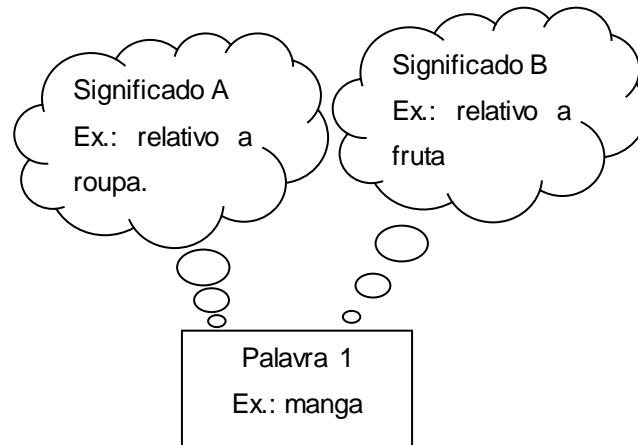 Significado A
Ex.: relativo a
roupa.
Significado B
Ex.: relativo a
fruta
Palavra 1
Ex.: manga